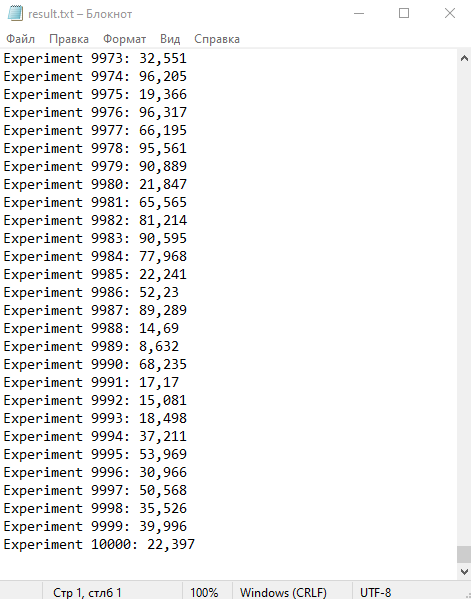 result.txt – Блокнот
Файл Правка Формат Вид Справка
Experiment 9973: 32,551
Experiment 9974: 96,205
Experiment 9975: 19,366
Experiment 9976: 96,317
Experiment 9977: 66,195
Experiment 9978: 95,561
Experiment 9979: 90,889
Experiment 9980: 21,847
Experiment 9981: 65,565
Experiment 9982: 81,214
Experiment 9983: 90,595
Experiment 9984: 77,968
Experiment 9985: 22,241
Experiment 9986: 52,23
Experiment 9987: 89,289
Experiment 9988: 14,69
Experiment 9989: 8,632
Experiment 9990: 68,235
Experiment 9991: 17,17
Experiment 9992: 15,081
Experiment 9993: 18,498
Experiment 9994: 37,211
Experiment 9995: 53,969
Experiment 9996: 30,966
Experiment 9997: 50,568
Experiment 9998: 35,526
Experiment 9999: 39,996
Experiment 10000: 22,397
Стр 1, стлб 1 100% Windows (CRLF) UTF-8